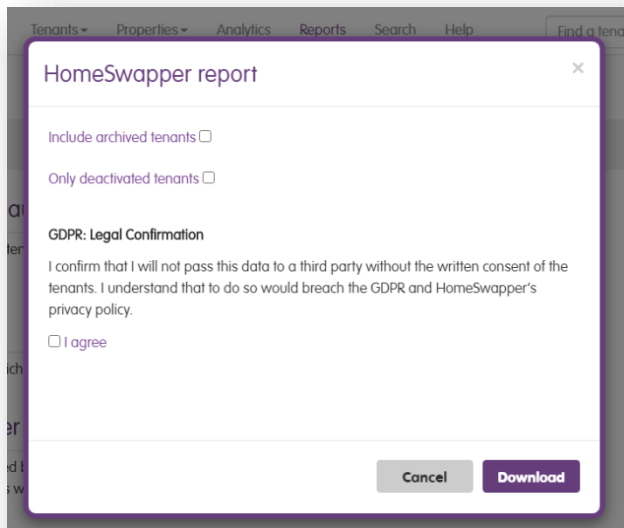 Tenants Properties Analytics Reports Search Help Find a tena
HomeSwapper report ×
Include archived tenants
Only deactivated tenants
GDPR: Legal Confirmation
I confirm that I will not pass this data to a third party without the written consent of the
tenants. I understand that to do so would breach the GDPR and HomeSwapper's
privacy policy.
I agree
Cancel Download